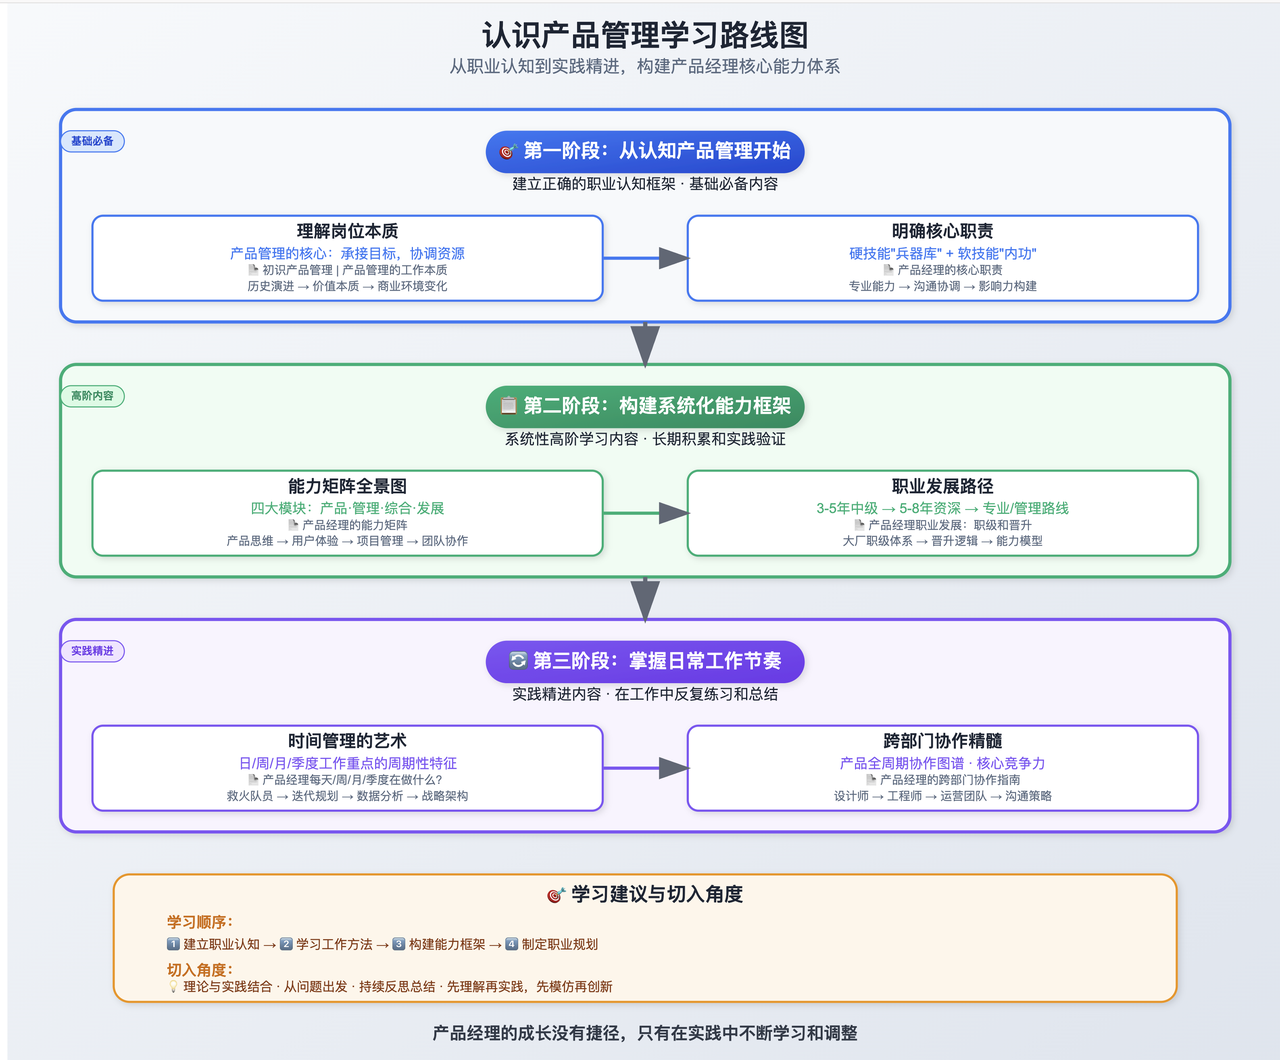 认识产品管理学习路线图
从职业认知到实践精进，构建产品经理核心能力体系
基础必备
🎯 第一阶段：从认知产品管理开始
建立正确的职业认知框架 · 基础必备内容
理解岗位本质
产品管理的核心：承接目标，协调资源
📄 初识产品管理 | 产品管理的工作本质
历史演进 → 价值本质 → 商业环境变化
明确核心职责
硬技能"兵器库" + 软技能"内功"
📄 产品经理的核心职责
专业能力 → 沟通协调 → 影响力构建
高阶内容
📋 第二阶段：构建系统化能力框架
系统性高阶学习内容 · 长期积累和实践验证
能力矩阵全景图
四大模块：产品·管理·综合·发展
📄 产品经理的能力矩阵
产品思维 → 用户体验 → 项目管理 → 团队协作
职业发展路径
3-5年中级 → 5-8年资深 → 专业/管理路线
📄 产品经理职业发展：职级和晋升
大厂职级体系 → 晋升逻辑 → 能力模型
实践精进
🔄 第三阶段：掌握日常工作节奏
实践精进内容 · 在工作中反复练习和总结
时间管理的艺术
日/周/月/季度工作重点的周期性特征
📄 产品经理每天/周/月/季度在做什么?
救火队员 → 迭代规划 → 数据分析 → 战略架构
跨部门协作精髓
产品全周期协作图谱 · 核心竞争力
📄 产品经理的跨部门协作指南
设计师 → 工程师 → 运营团队 → 沟通策略
🎯 学习建议与切入角度
学习顺序：
1️⃣ 建立职业认知 → 2️⃣ 学习工作方法 → 3️⃣ 构建能力框架 → 4️⃣ 制定职业规划
切入角度：
💡 理论与实践结合 · 从问题出发 · 持续反思总结 · 先理解再实践，先模仿再创新
产品经理的成长没有捷径，只有在实践中不断学习和调整